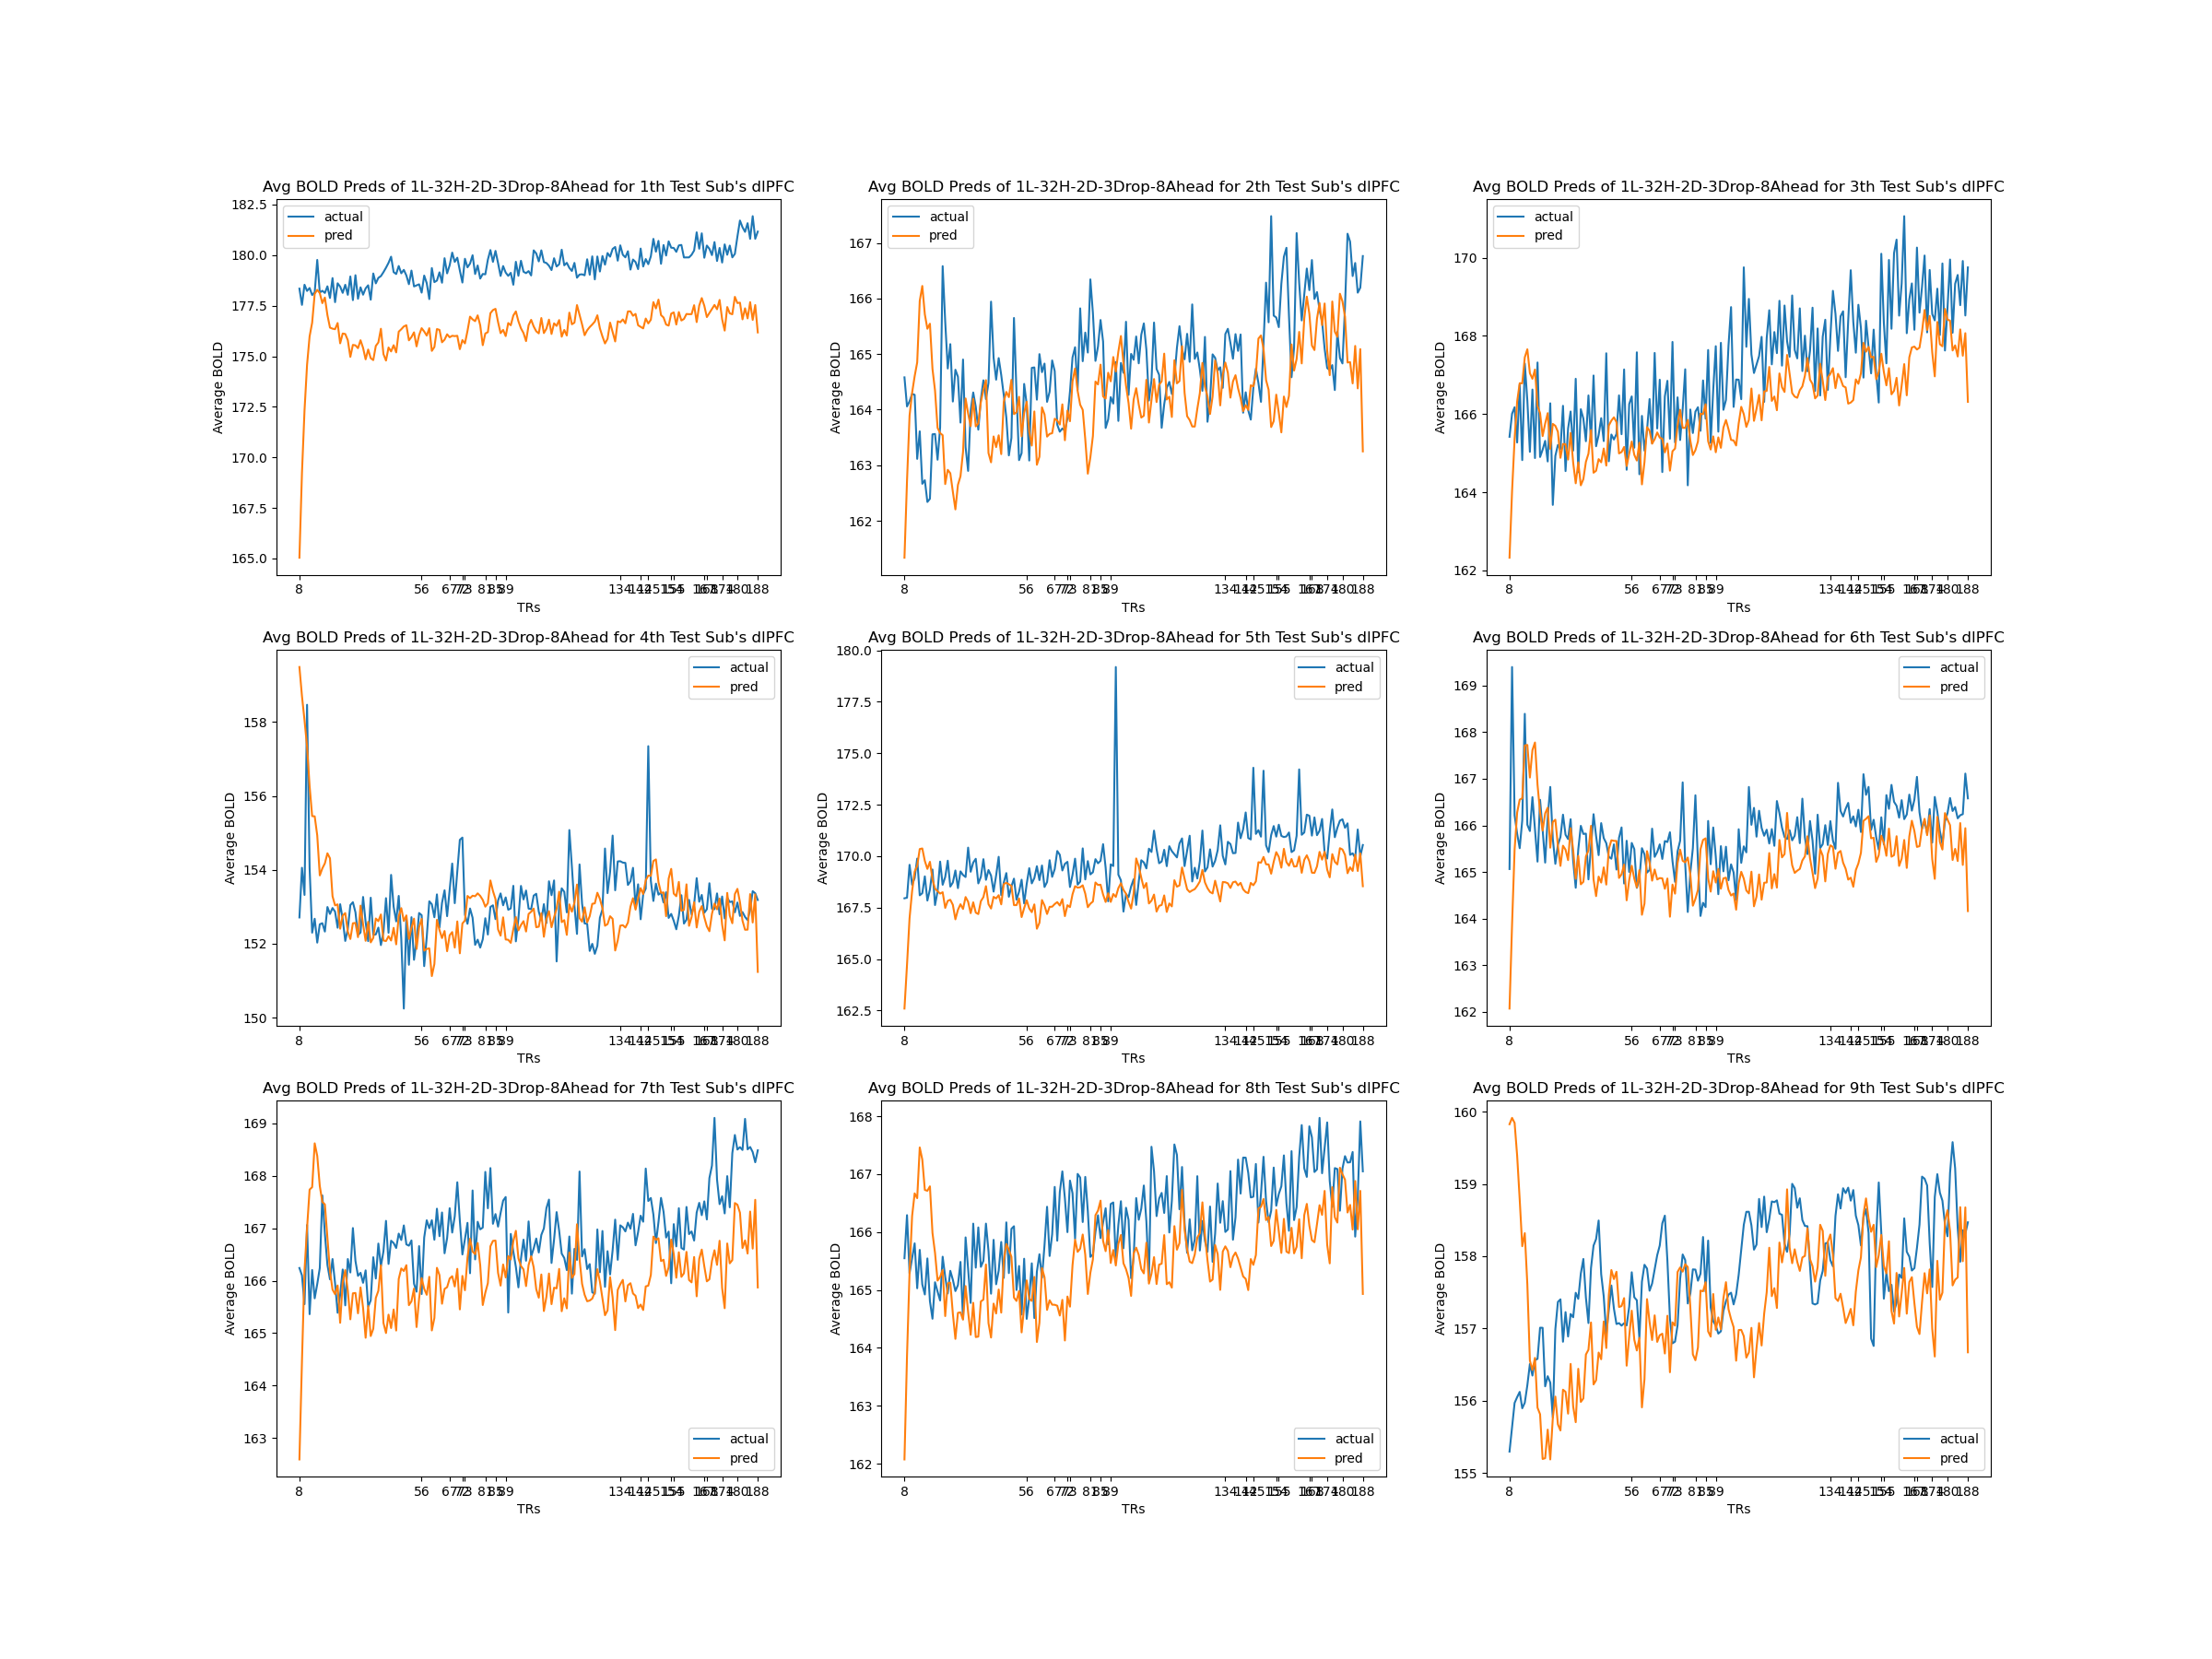 Avg BOLD Preds of 1L-32H-2D-3Drop-8Ahead for 1th Test Sub's dlPFC
Avg BOLD Preds of 1L-32H-2D-3Drop-8Ahead for 2th Test Sub's dlPFC
Avg BOLD Preds of 1L-32H-2D-3Drop-8Ahead for 3th Test Sub's dlPFC
182.5
180.0
177.5
175.0
172.5
170.0
167.5
165.0
Average BOLD
actual
pred
8 56 134 188
TRs
167
166
165
164
163
162
Average BOLD
actual
pred
8 56 134 188
TRs
170
168
166
164
162
Average BOLD
actual
pred
8 56 134 188
TRs
Avg BOLD Preds of 1L-32H-2D-3Drop-8Ahead for 4th Test Sub's dlPFC
Avg BOLD Preds of 1L-32H-2D-3Drop-8Ahead for 5th Test Sub's dlPFC
Avg BOLD Preds of 1L-32H-2D-3Drop-8Ahead for 6th Test Sub's dlPFC
158
156
154
152
150
Average BOLD
actual
pred
8 56 134 188
TRs
180.0
177.5
175.0
172.5
170.0
167.5
165.0
162.5
Average BOLD
actual
pred
8 56 134 188
TRs
169
168
167
166
165
164
163
162
Average BOLD
actual
pred
8 56 134 188
TRs
Avg BOLD Preds of 1L-32H-2D-3Drop-8Ahead for 7th Test Sub's dlPFC
Avg BOLD Preds of 1L-32H-2D-3Drop-8Ahead for 8th Test Sub's dlPFC
Avg BOLD Preds of 1L-32H-2D-3Drop-8Ahead for 9th Test Sub's dlPFC
169
168
167
166
165
164
163
Average BOLD
actual
pred
8 56 134 188
TRs
168
167
166
165
164
163
162
Average BOLD
actual
pred
8 56 134 188
TRs
160
159
158
157
156
155
Average BOLD
actual
pred
8 56 134 188
TRs